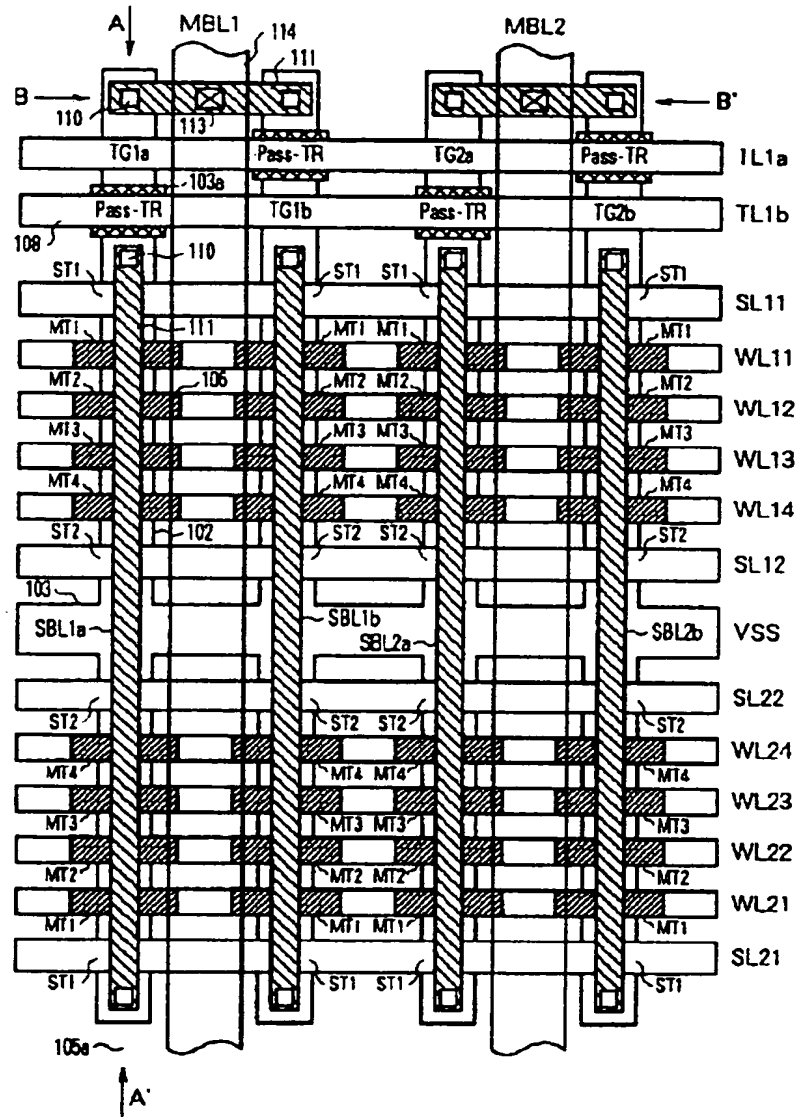 A MBL1 114 MBL2
111
B B'
110 113
TG1a Pass-TR TG2a Pass-TR IL1a
103a
Pass-TR TG1b Pass-TR TG2b TL1b
108
110
ST1 ST1 ST1 ST1
SL11
111
MT1 MT1 MT1 MT1
WL11
MT2 106 MT2 MT2 MT2
WL12
MT3 MT3 MT3 MT3
WL13
MT4 MT4 MT4 MT4
WL14
ST2 102 ST2 ST2 ST2
SL12
103
SBL1a SBL1b SBL2a SBL2b VSS
SL22
ST2 ST2 ST2 ST2
WL24
MT4 MT4 MT4 MT4
WL23
MT3 MT3 MT3 MT3
WL22
MT2 MT2 MT2 MT2
WL21
MT1 MT1 MT1 MT1
SL21
ST1 ST1 ST1 ST1
105a
A'